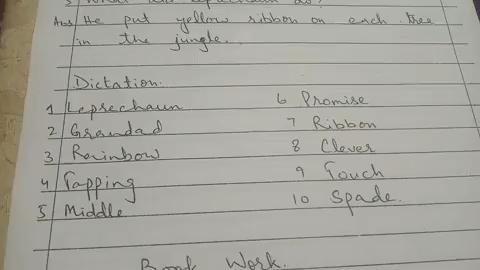 Ans He put yellow ribbon on each tree
in the jungle.
Dictation.
1 Leprechaun
2 Grandad
3 Rainbow
4 Tapping
5 Middle
6 Promise
7 Ribbon
8 Clever
9 Touch
10 Spade.
Book Work.